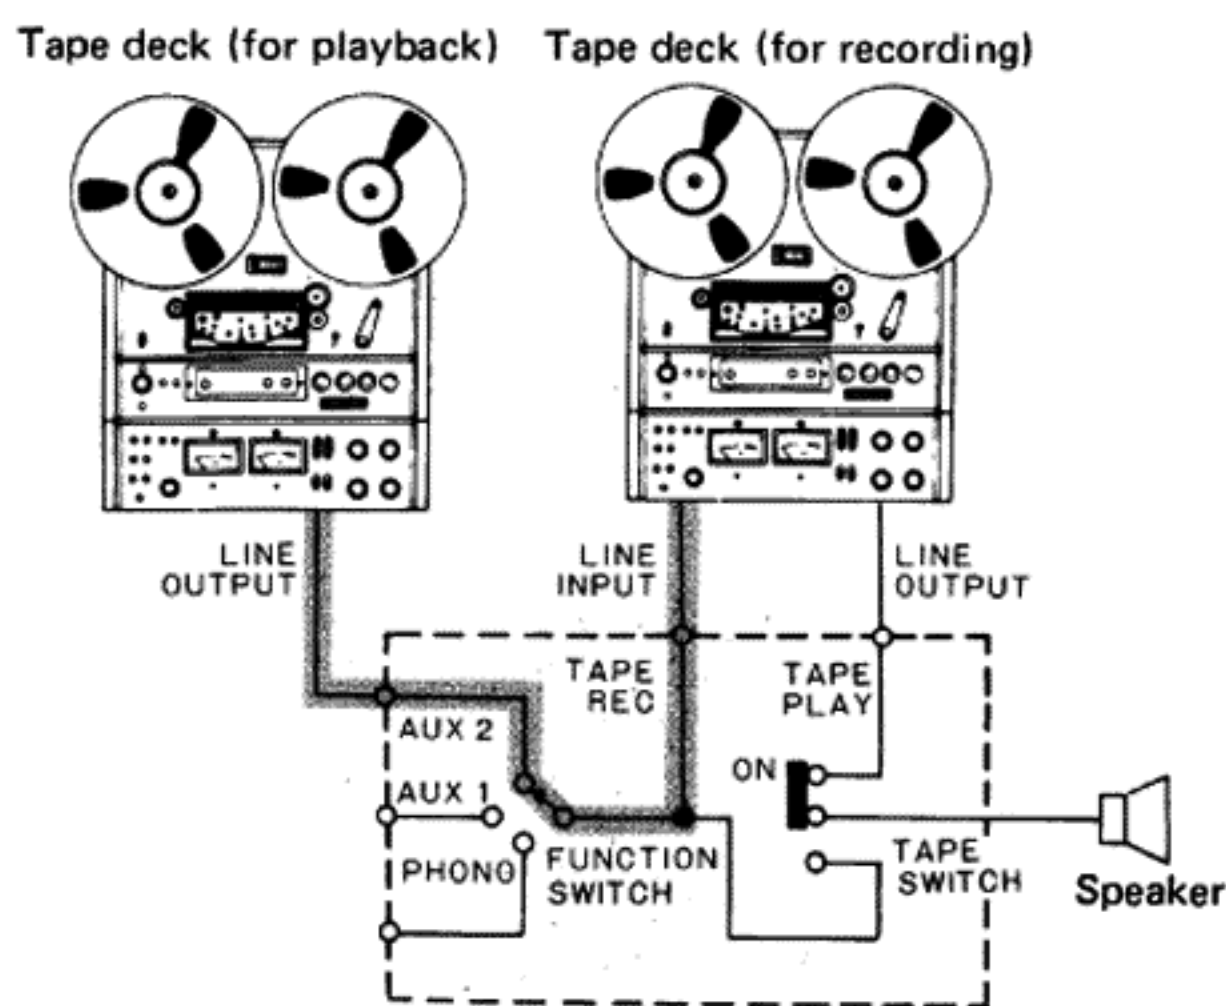 Tape deck (for playback)
Tape deck (for recording)
LINE
OUTPUT
LINE
INPUT
LINE
OUTPUT
TAPE
REC
TAPE
PLAY
AUX 2
ON
AUX 1
PHONO
FUNCTION
SWITCH
TAPE
SWITCH
Speaker